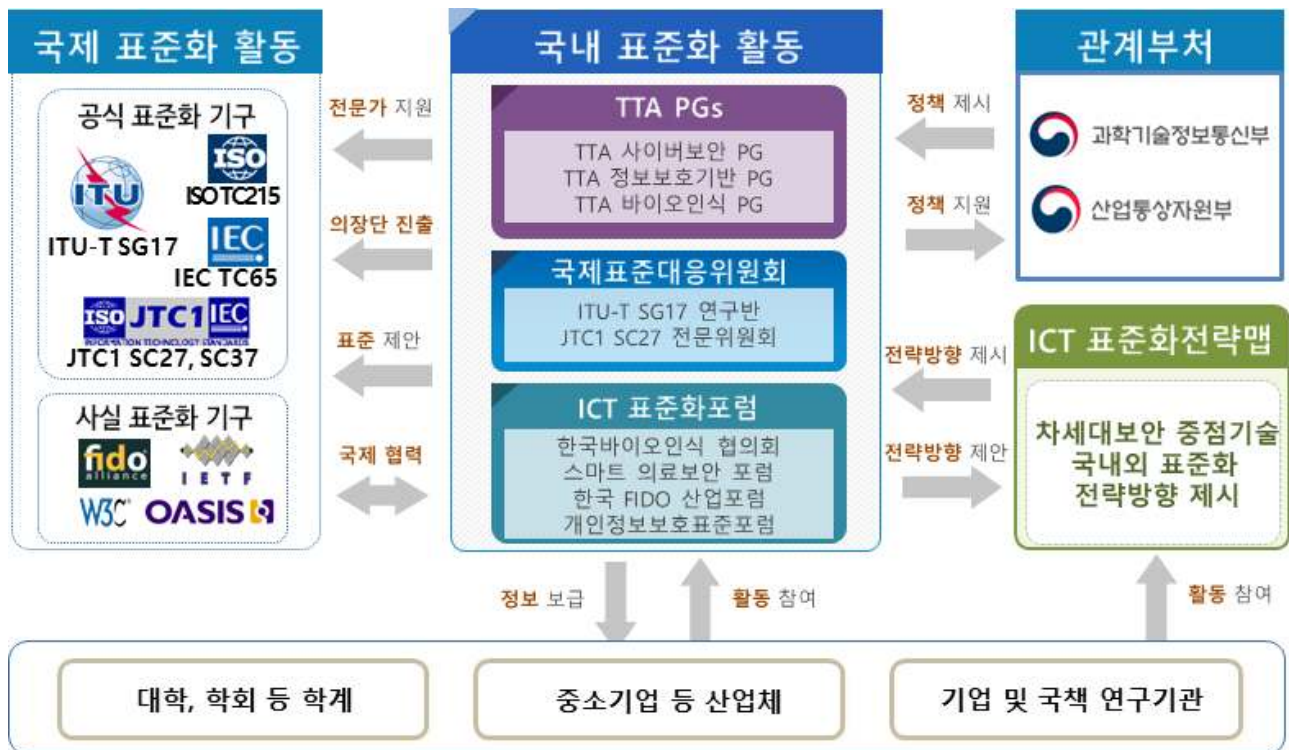 국제 표준화 활동
공식 표준화 기구
ITU
ITU-T SG17
ISO
ISO TC215
IEC
IEC TC65
ISO JTC1 IEC
INFORMATION TECHNOLOGY STANDARDS
JTC1 SC27, SC37
사실 표준화 기구
fido
alliance
IETF
W3C
OASIS
전문가 지원
의장단 진출
표준 제안
국제 협력
국내 표준화 활동
TTA PGs
TTA 사이버보안 PG
TTA 정보보호기반 PG
TTA 바이오인식 PG
국제표준대응위원회
ITU-T SG17 연구반
JTC1 SC27 전문위원회
ICT 표준화포럼
한국바이오인식 협의회
스마트 의료보안 포럼
한국 FIDO 산업포럼
개인정보보호표준포럼
정책 제시
정책 지원
전략방향 제시
전략방향 제안
관계부처
과학기술정보통신부
산업통상자원부
ICT 표준화전략맵
차세대보안 중점기술
국내외 표준화
전략방향 제시
정보 보급
활동 참여
활동 참여
대학, 학회 등 학계
중소기업 등 산업체
기업 및 국책 연구기관